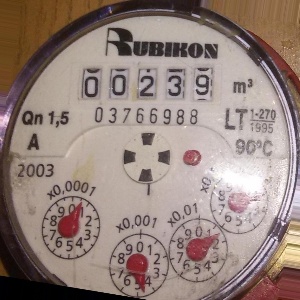 RUBIKON
00239 m³
Qn 1,5 03766988 LT 1-270
1995
A 90°C
2003
x0,0001
x0,001
x0,01